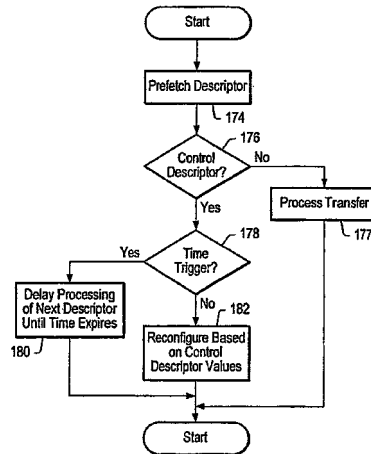 Start
Prefetch Descriptor
174
176
Control
Descriptor?
No
Yes
Process Transfer
177
178
Time
Trigger?
Yes
No
Delay Processing
of Next Descriptor
Until Time Expires
180
182
Reconfigure Based
on Control
Descriptor Values
Start